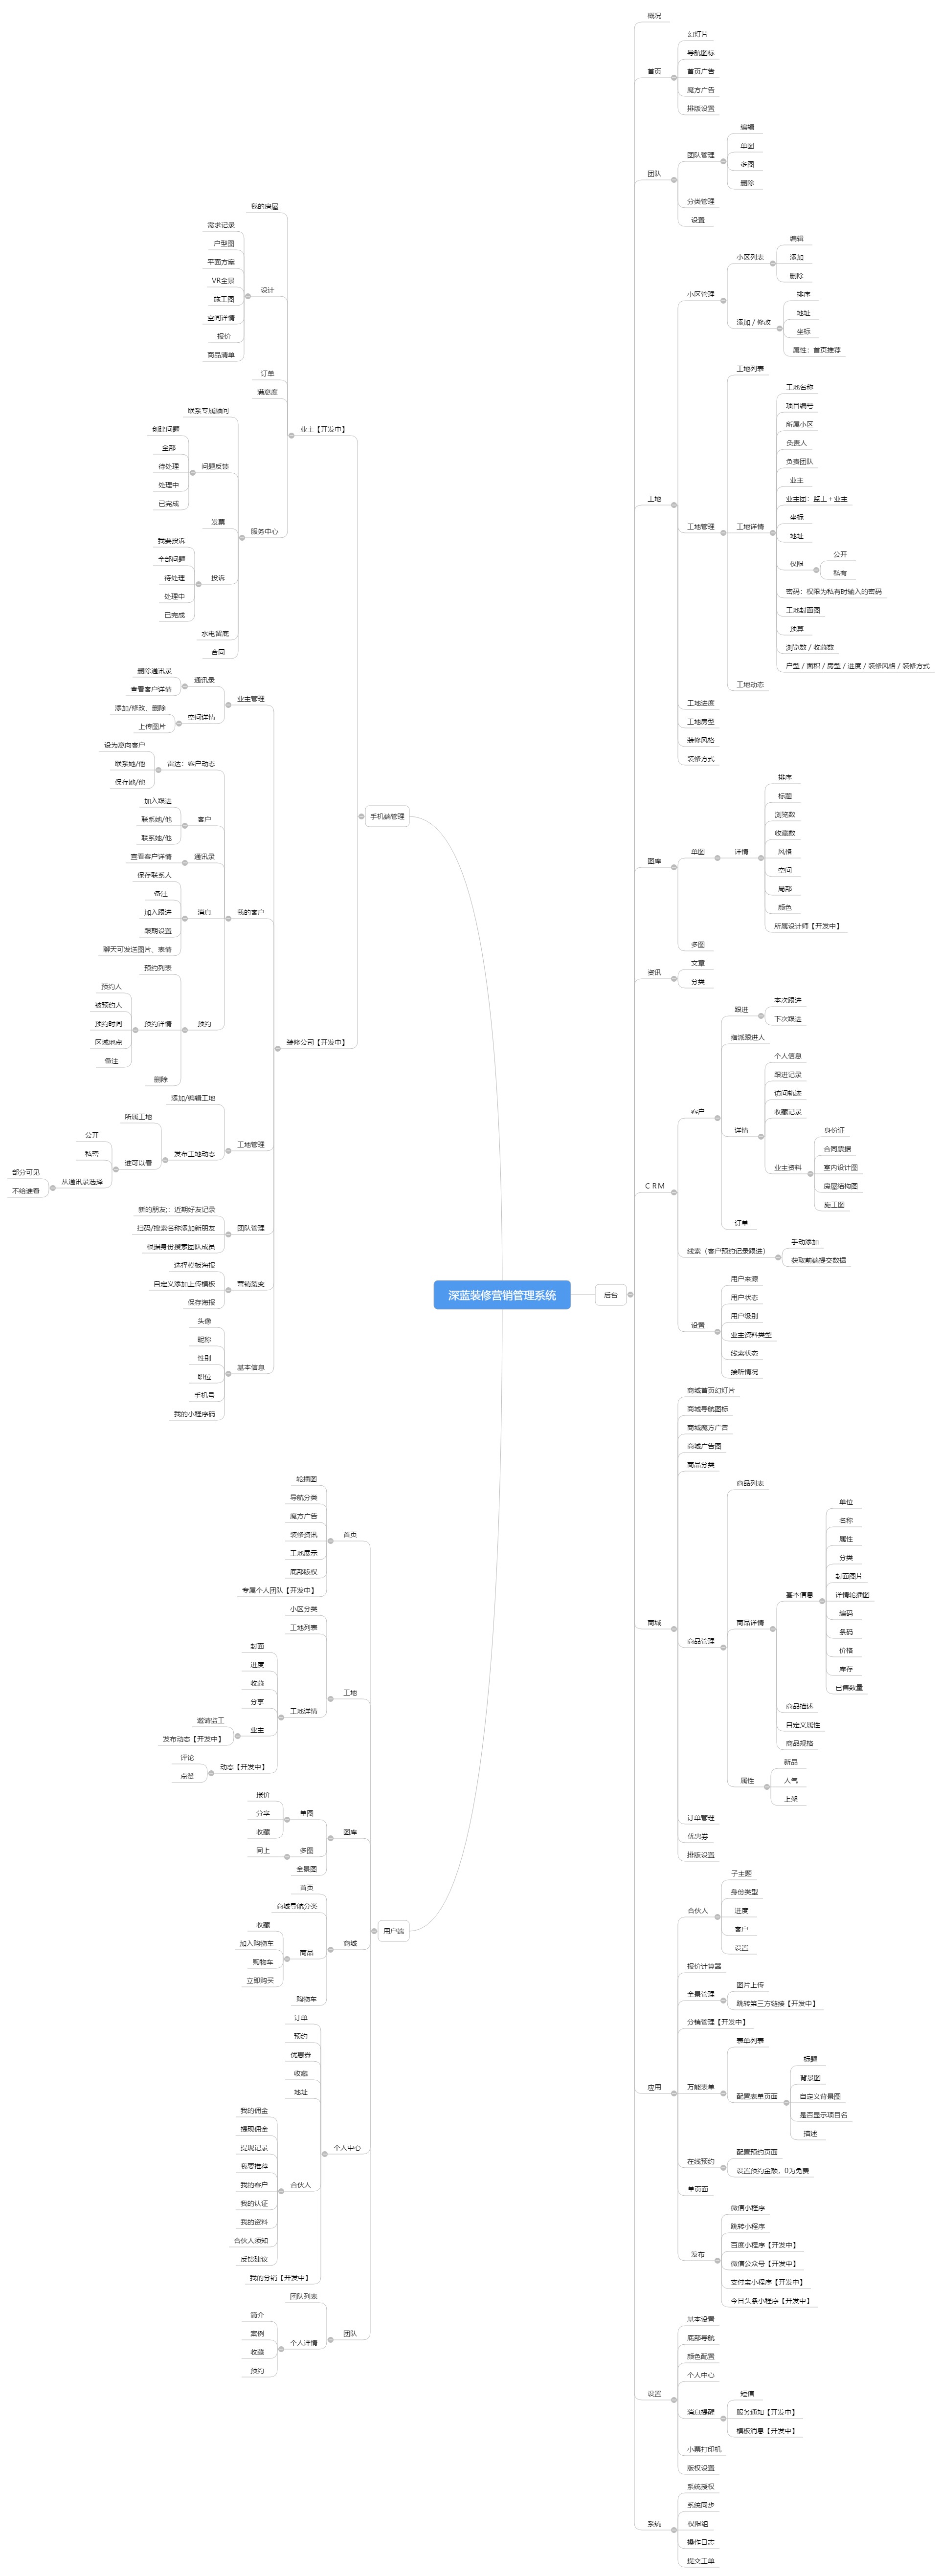 深蓝装修营销管理系统
手机端管理
业主【开发中】
我的房屋
设计
需求记录
户型图
平面方案
VR全景
施工图
空间详情
报价
商品清单
订单
满意度
服务中心
联系专属顾问
问题反馈
创建问题
全部
待处理
处理中
已完成
发票
投诉
我要投诉
全部问题
待处理
处理中
已完成
水电留底
合同
装修公司【开发中】
业主管理
通讯录
删除通讯录
查看客户详情
空间详情
添加/修改、删除
上传图片
我的客户
雷达：客户动态
设为意向客户
联系她/他
保存她/他
客户
加入跟进
联系她/他
联系她/他
通讯录
查看客户详情
消息
保存联系人
备注
加入跟进
跟期设置
聊天可发送图片、表情
预约
预约列表
预约详情
预约人
被预约人
预约时间
区域地点
备注
删除
工地管理
添加/编辑工地
发布工地动态
所属工地
谁可以看
公开
私密
从通讯录选择
部分可见
不给谁看
团队管理
新的朋友;：近期好友记录
扫码/搜索名称添加新朋友
根据身份搜索团队成员
营销裂变
选择模板海报
自定义添加上传模板
保存海报
基本信息
头像
昵称
性别
职位
手机号
我的小程序码
用户端
首页
轮播图
导航分类
魔方广告
装修资讯
工地展示
底部版权
专属个人团队【开发中】
工地
小区分类
工地列表
工地详情
封面
进度
收藏
分享
业主
邀请监工
发布动态【开发中】
动态【开发中】
评论
点赞
图库
单图
报价
分享
收藏
多图
同上
全景图
商城
首页
商城导航分类
商品
收藏
加入购物车
购物车
立即购买
购物车
个人中心
订单
预约
优惠券
收藏
地址
合伙人
我的佣金
提现佣金
提现记录
我要推荐
我的客户
我的认证
我的资料
合伙人须知
反馈建议
我的分销【开发中】
团队
团队列表
个人详情
简介
案例
收藏
预约
后台
概况
首页
幻灯片
导航图标
首页广告
魔方广告
排版设置
团队
团队管理
编辑
单图
多图
删除
分类管理
设置
工地
小区管理
小区列表
编辑
添加
删除
添加 / 修改
排序
地址
坐标
属性：首页推荐
工地管理
工地列表
工地详情
工地名称
项目编号
所属小区
负责人
负责团队
业主
业主团：监工 + 业主
坐标
地址
权限
公开
私有
密码：权限为私有时输入的密码
工地封面图
预算
浏览数 / 收藏数
户型 / 面积 / 房型 / 进度 / 装修风格 / 装修方式
工地动态
工地进度
工地房型
装修风格
装修方式
图库
单图
详情
排序
标题
浏览数
收藏数
风格
空间
局部
颜色
所属设计师【开发中】
多图
资讯
文章
分类
C R M
客户
跟进
本次跟进
下次跟进
指派跟进人
详情
个人信息
跟进记录
访问轨迹
收藏记录
业主资料
身份证
合同票据
室内设计图
房屋结构图
施工图
订单
线索（客户预约记录跟进）
手动添加
获取前端提交数据
设置
用户来源
用户状态
用户级别
业主资料类型
线索状态
接听情况
商城
商城首页幻灯片
商城导航图标
商城魔方广告
商城广告图
商品分类
商品管理
商品列表
商品详情
基本信息
单位
名称
属性
分类
封面图片
详情轮播图
编码
条码
价格
库存
已售数量
商品描述
自定义属性
商品规格
属性
新品
人气
上架
订单管理
优惠券
排版设置
应用
合伙人
子主题
身份类型
进度
客户
设置
报价计算器
全景管理
图片上传
跳转第三方链接【开发中】
分销管理【开发中】
万能表单
表单列表
配置表单页面
标题
背景图
自定义背景图
是否显示项目名
描述
在线预约
配置预约页面
设置预约金额，0为免费
单页面
发布
微信小程序
跳转小程序
百度小程序【开发中】
微信公众号【开发中】
支付宝小程序【开发中】
今日头条小程序【开发中】
设置
基本设置
底部导航
颜色配置
个人中心
消息提醒
短信
服务通知【开发中】
模板消息【开发中】
小票打印机
版权设置
系统
系统授权
系统同步
权限组
操作日志
提交工单